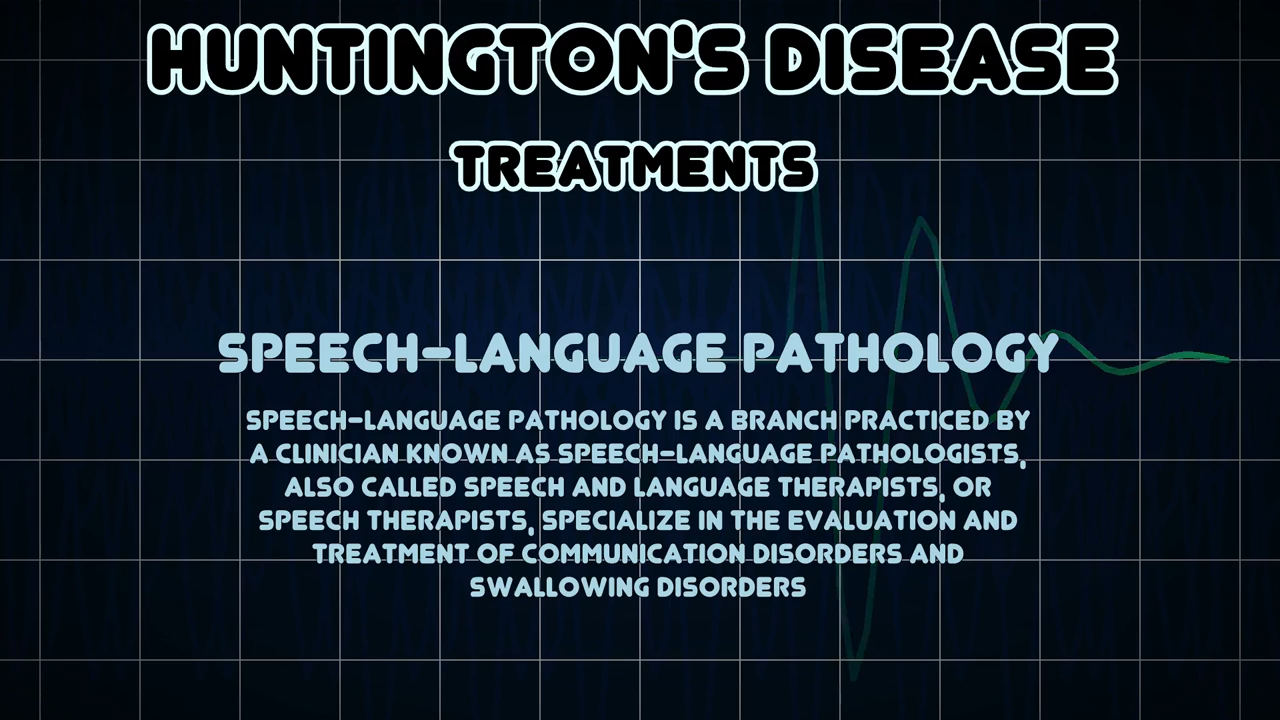 HUNTINGTON'S DISEASE
TREATMENTS
SPEECH-LANGUAGE PATHOLOGY
SPEECH-LANGUAGE PATHOLOGY IS A BRANCH PRACTICED BY
A CLINICIAN KNOWN AS SPEECH-LANGUAGE PATHOLOGISTS,
ALSO CALLED SPEECH AND LANGUAGE THERAPISTS, OR
SPEECH THERAPISTS, SPECIALIZE IN THE EVALUATION AND
TREATMENT OF COMMUNICATION DISORDERS AND
SWALLOWING DISORDERS